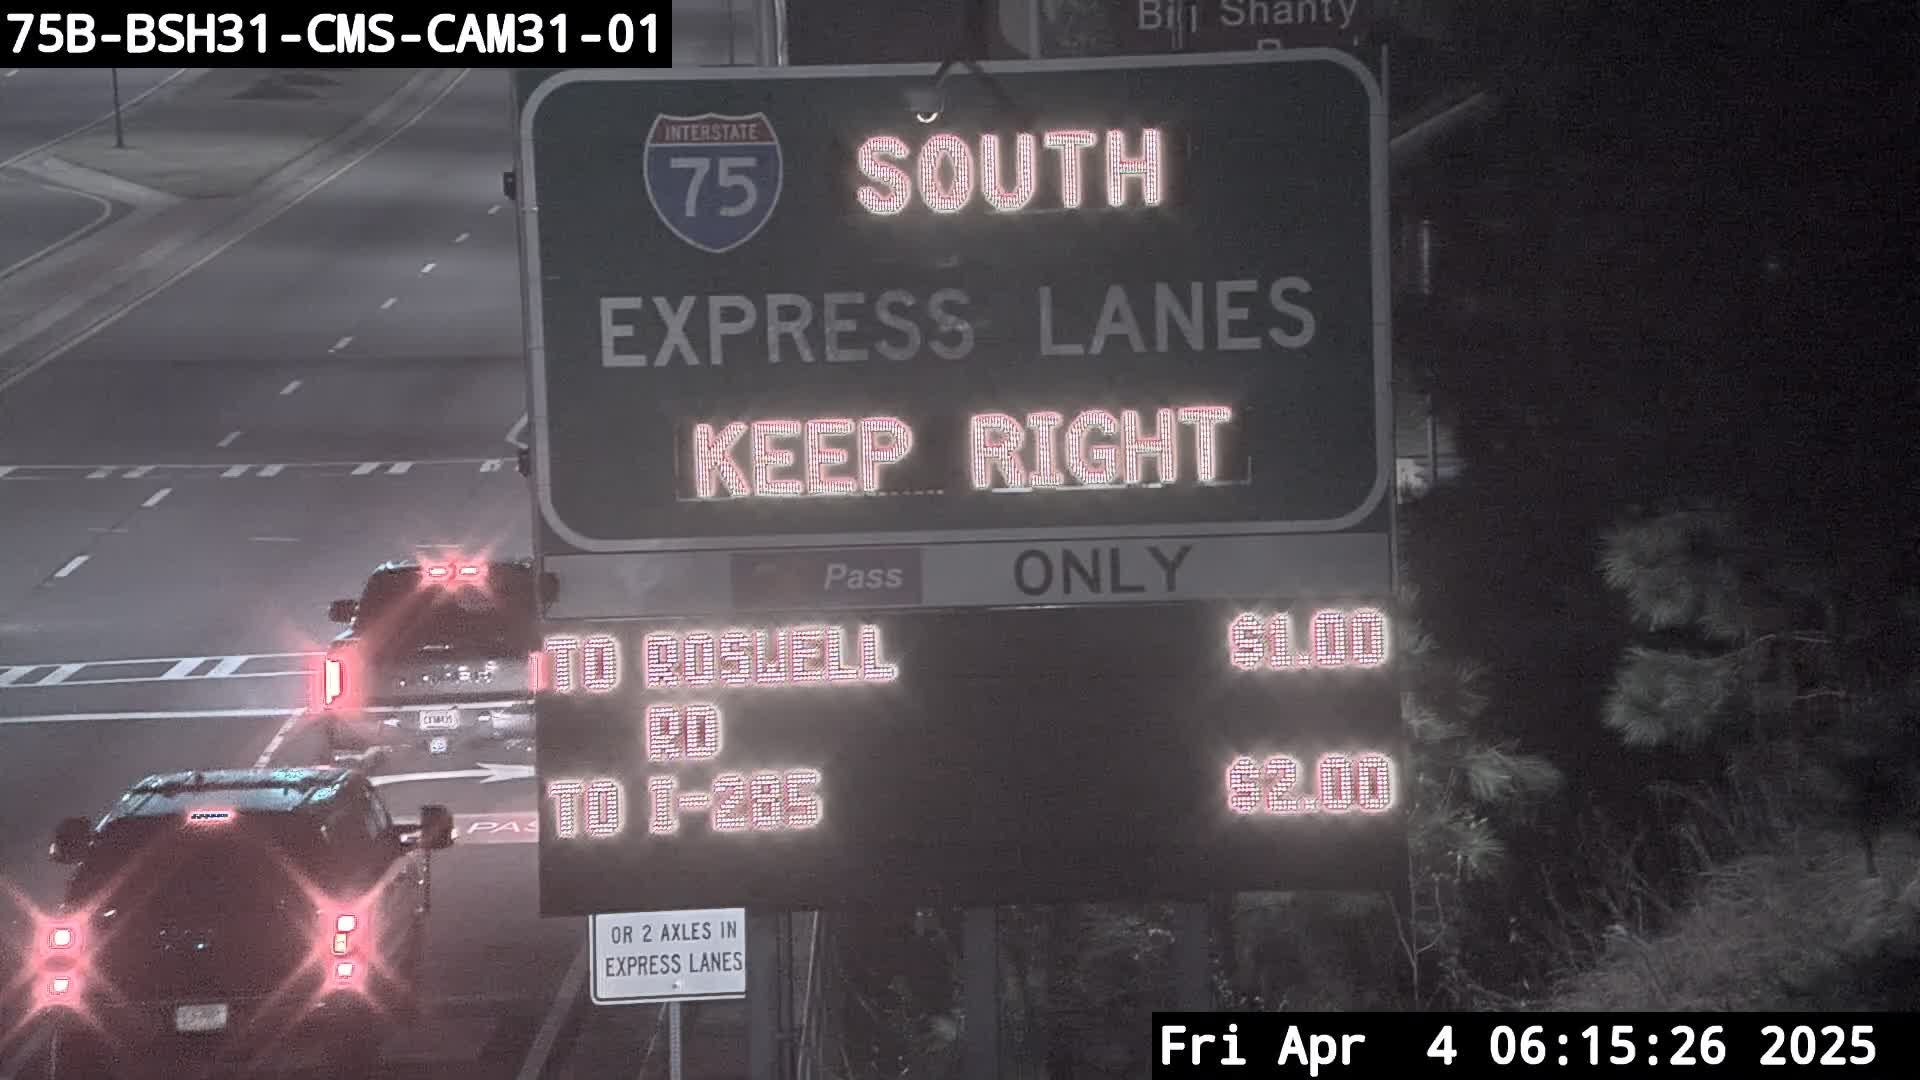 75B-BSH31-CMS-CAM31-01
Shanty
INTERSTATE
75
SOUTH
EXPRESS LANES
KEEP RIGHT
Pass ONLY
TO ROSWELL $1.00
RD
TO I-285 $2.00
PAS
OR 2 AXLES IN
EXPRESS LANES
Fri Apr 4 06:15:26 2025